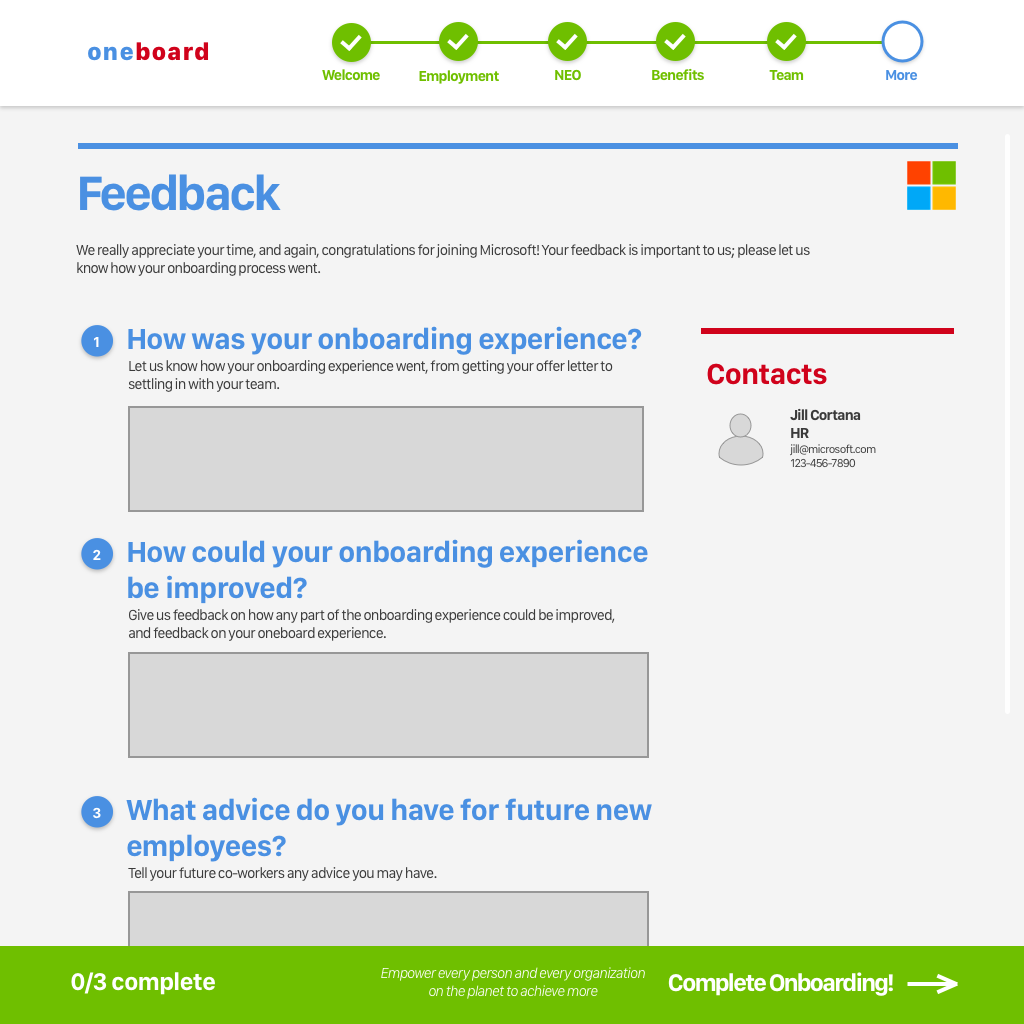 oneboard
Welcome
Employment
NEO
Benefits
Team
More
Feedback
We really appreciate your time, and again, congratulations for joining Microsoft! Your feedback is important to us; please let us
know how your onboarding process went.
1
How was your onboarding experience?
Let us know how your onboarding experience went, from getting your offer letter to
settling in with your team.
Contacts
Jill Cortana
HR
jill@microsoft.com
123-456-7890
2
How could your onboarding experience
be improved?
Give us feedback on how any part of the onboarding experience could be improved,
and feedback on your oneboard experience.
3
What advice do you have for future new
employees?
Tell your future co-workers any advice you may have.
0/3 complete
Empower every person and every organization
on the planet to achieve more
Complete Onboarding!